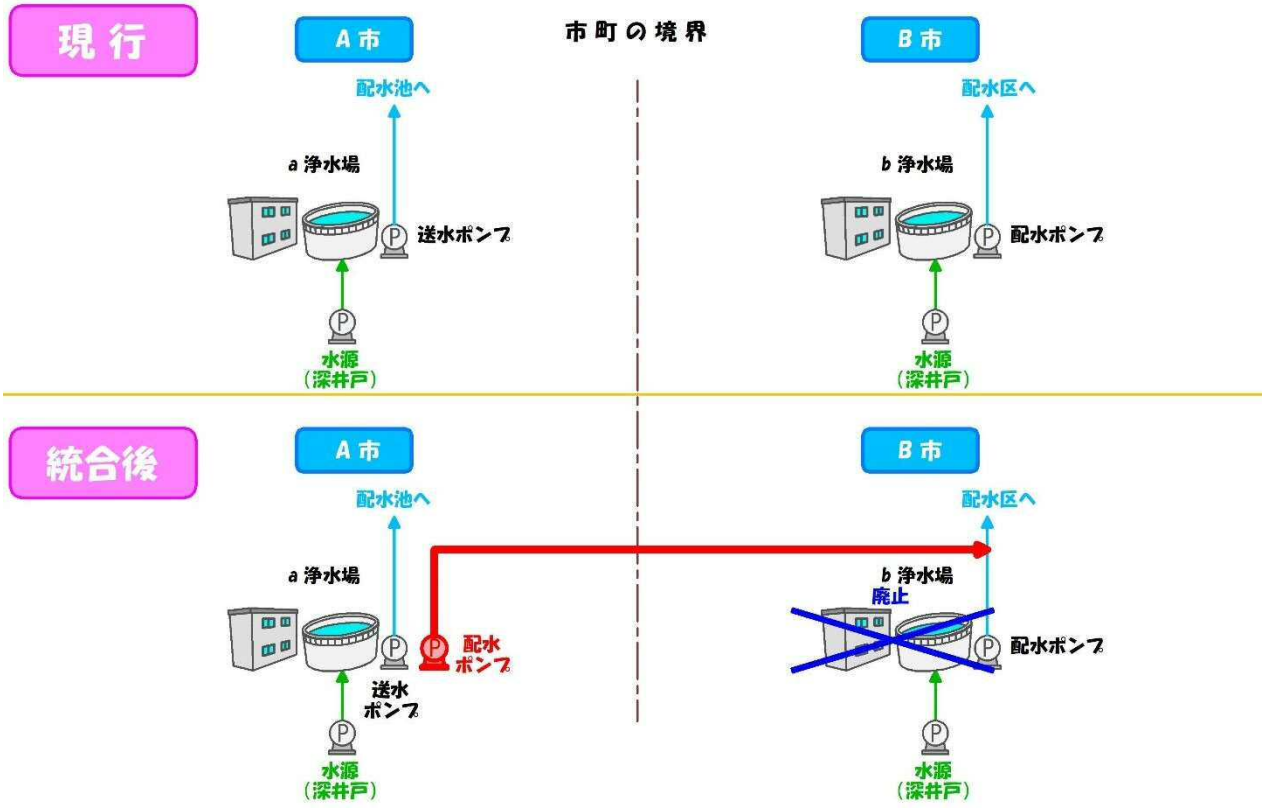 現行
A市
市町の境界
B市
配水池へ
配水区へ
a 浄水場
b 浄水場
P
送水ポンプ
P
配水ポンプ
P
P
水源
(深井戸)
水源
(深井戸)
統合後
A市
B市
配水池へ
配水区へ
a 浄水場
b 浄水場
廃止
P
P
配水
ポンプ
P
配水ポンプ
送水
ポンプ
P
P
水源
(深井戸)
水源
(深井戸)